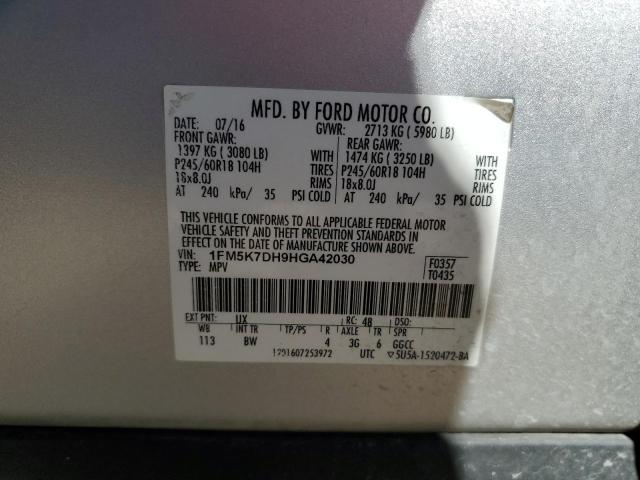 MFD. BY FORD MOTOR CO.
DATE: 07/16 GVWR: 2713 KG ( 5980 LB)
FRONT GAWR: REAR GAWR:
1397 KG ( 3080 LB) WITH 1474 KG ( 3250 LB) WITH
P245/60R18 104H TIRES P245/60R18 104H TIRES
18x8.0J RIMS 18x8.0J RIMS
AT 240 kPa/ 35 PSI COLD AT 240 kPa/ 35 PSI COLD
THIS VEHICLE CONFORMS TO ALL APPLICABLE FEDERAL MOTOR
VEHICLE SAFETY AND THEFT PREVENTION STANDARDS IN
EFFECT ON THE DATE OF MANUFACTURE SHOWN ABOVE.
VIN: 1FM5K7DH9HGA42030 F0357
TYPE: MPV T0435
EXT PNT: UX RC: 48 DSO:
WB INT TR TP/PS R AXLE TR SPR
113 BW 4 3G 6 GGCC
1201607253972 UTC ▽5U5A-1520472-BA